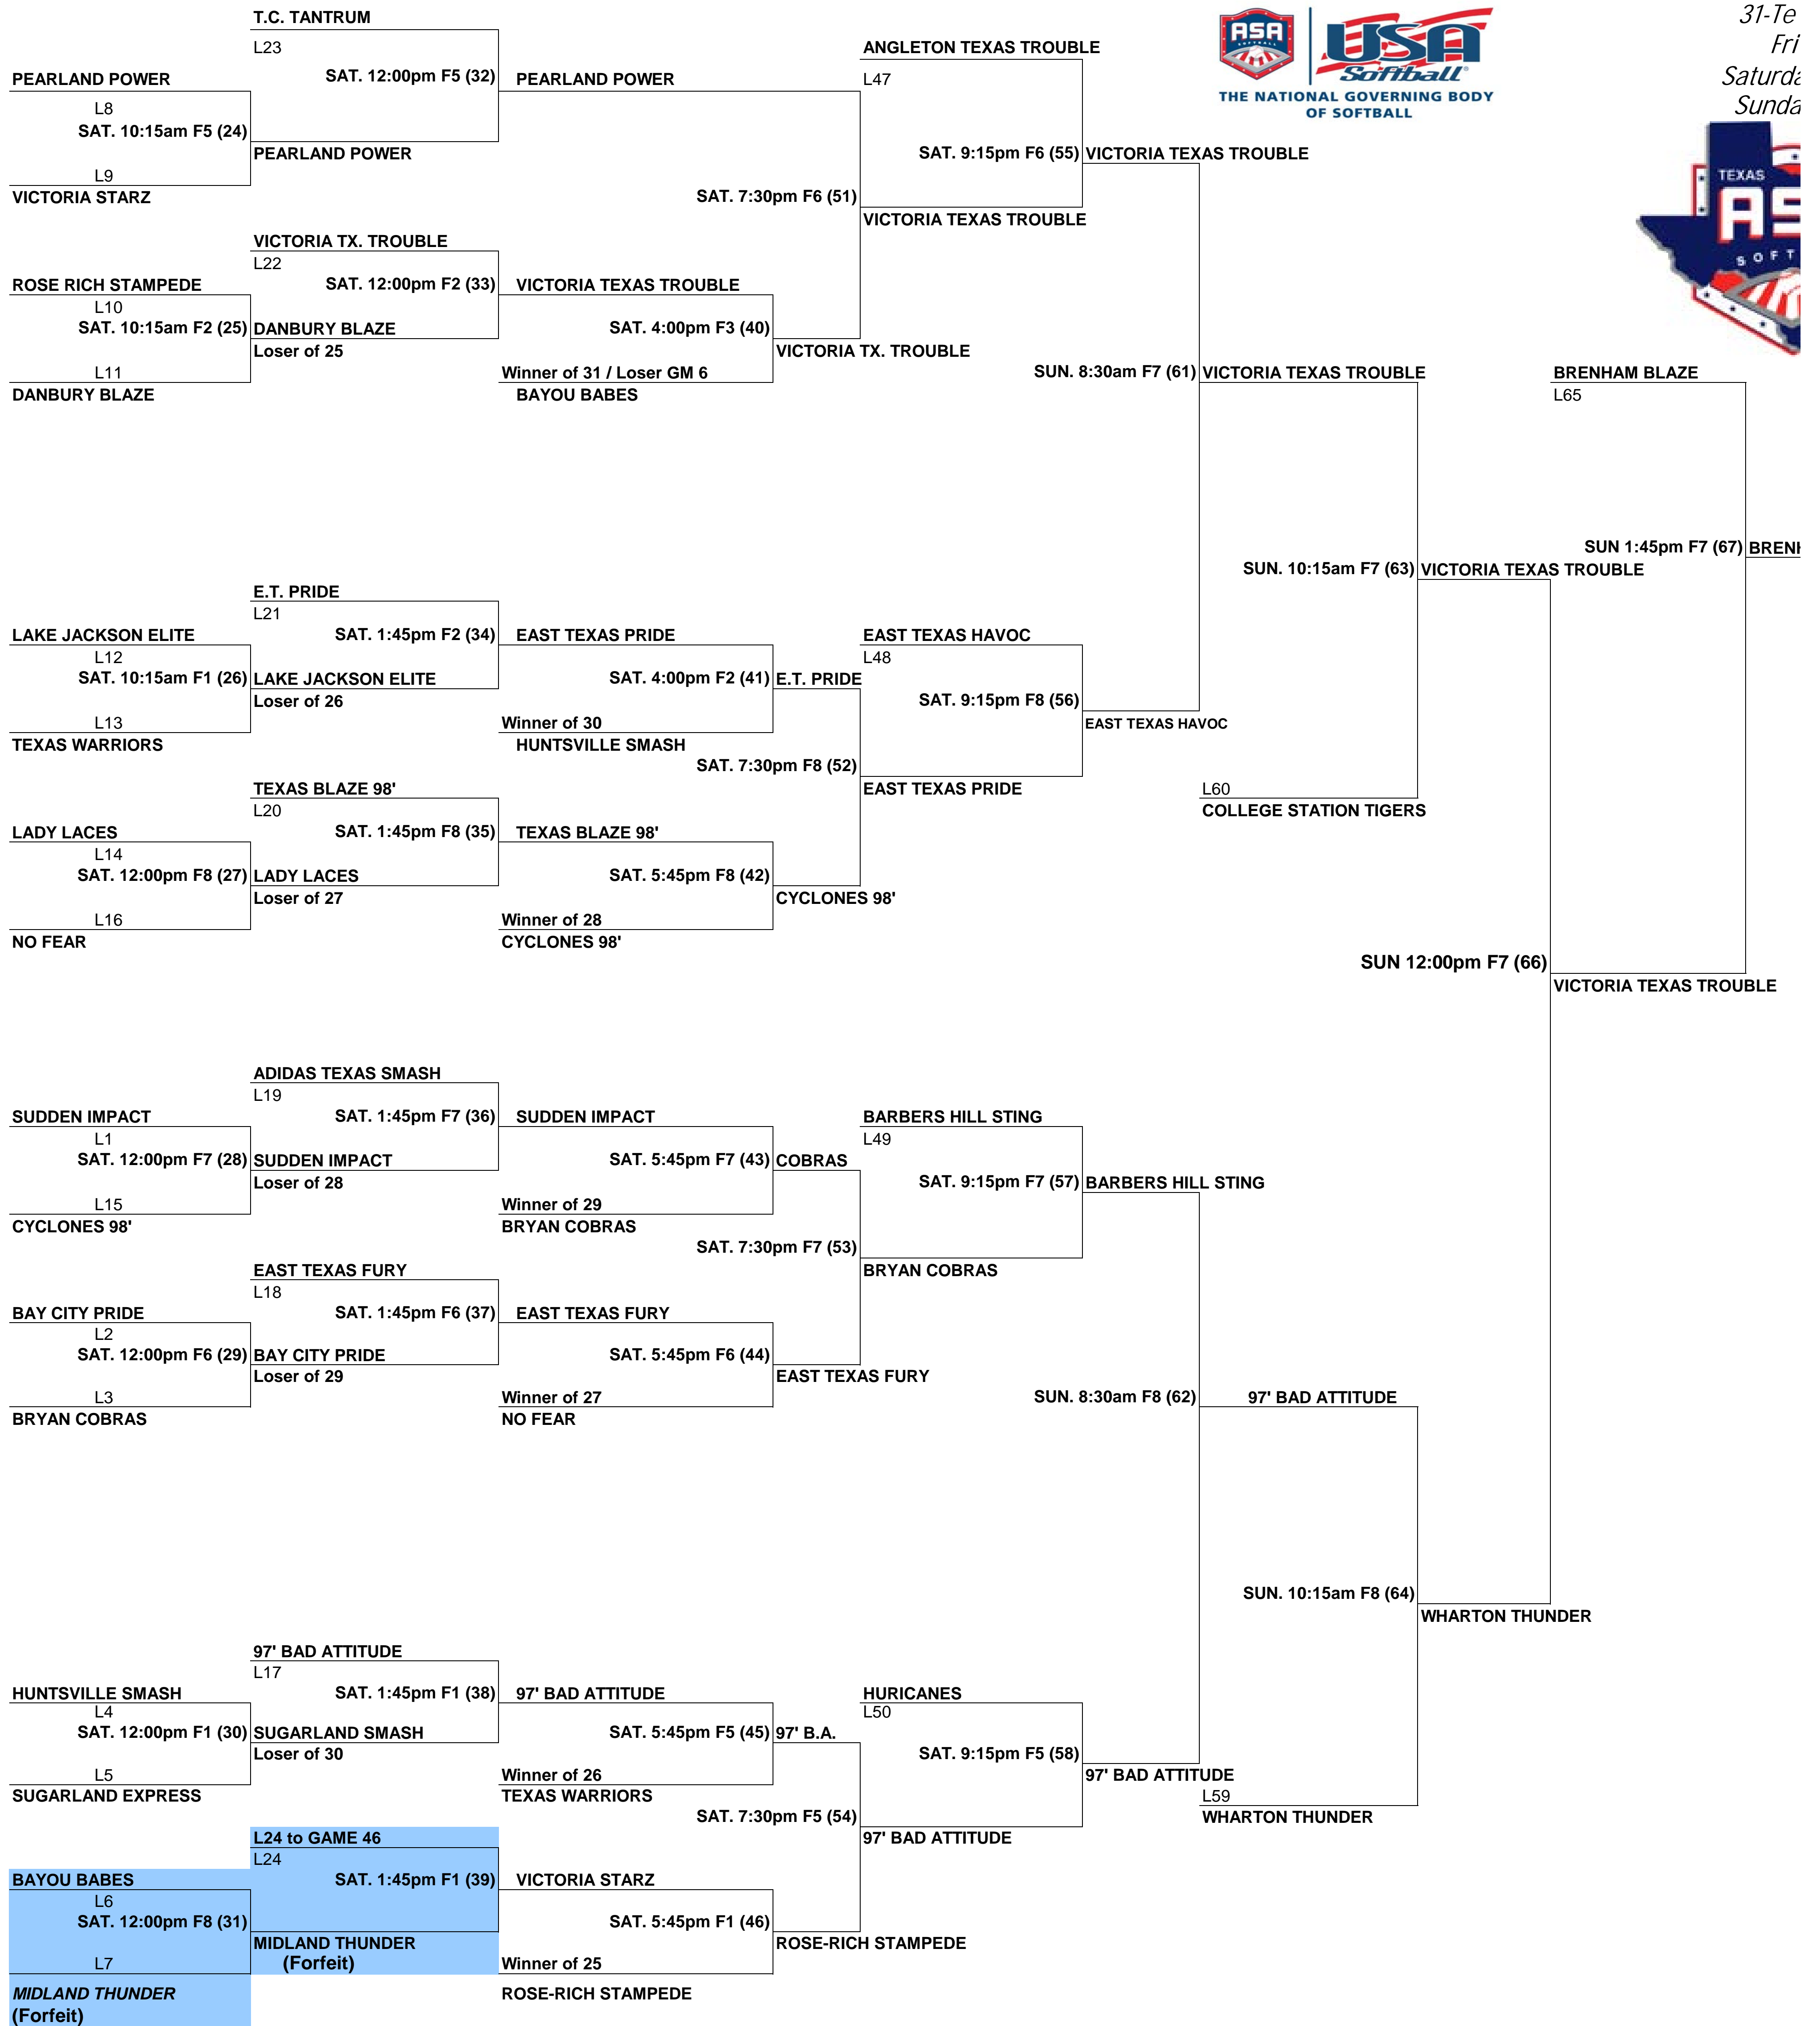 T.C. TANTRUM
L23
SAT. 12:00pm F5 (32)
PEARLAND POWER
L8
SAT. 10:15am F5 (24)
PEARLAND POWER
L9
VICTORIA STARZ
PEARLAND POWER
ANGLETON TEXAS TROUBLE
L47
SAT. 9:15pm F6 (55)
VICTORIA TEXAS TROUBLE
SAT. 7:30pm F6 (51)
VICTORIA TEXAS TROUBLE
ASA
SOFTBALL
USA
Softball
THE NATIONAL GOVERNING BODY
OF SOFTBALL
31-Te
Fri
Saturda
Sunda
TEXAS
AS
SOFT
VICTORIA TX. TROUBLE
L22
SAT. 12:00pm F2 (33)
VICTORIA TEXAS TROUBLE
ROSE RICH STAMPEDE
L10
SAT. 10:15am F2 (25)
DANBURY BLAZE
Loser of 25
L11
DANBURY BLAZE
SAT. 4:00pm F3 (40)
VICTORIA TX. TROUBLE
Winner of 31 / Loser GM 6
BAYOU BABES
SUN. 8:30am F7 (61)
VICTORIA TEXAS TROUBLE
BRENHAM BLAZE
L65
SUN 1:45pm F7 (67)
BRENH
SUN. 10:15am F7 (63)
VICTORIA TEXAS TROUBLE
E.T. PRIDE
L21
SAT. 1:45pm F2 (34)
EAST TEXAS PRIDE
LAKE JACKSON ELITE
L12
SAT. 10:15am F1 (26)
LAKE JACKSON ELITE
Loser of 26
L13
TEXAS WARRIORS
SAT. 4:00pm F2 (41)
E.T. PRIDE
Winner of 30
HUNTSVILLE SMASH
EAST TEXAS HAVOC
L48
SAT. 9:15pm F8 (56)
EAST TEXAS HAVOC
SAT. 7:30pm F8 (52)
EAST TEXAS PRIDE
L60
COLLEGE STATION TIGERS
TEXAS BLAZE 98'
L20
SAT. 1:45pm F8 (35)
TEXAS BLAZE 98'
LADY LACES
L14
SAT. 12:00pm F8 (27)
LADY LACES
Loser of 27
L16
NO FEAR
SAT. 5:45pm F8 (42)
CYCLONES 98'
Winner of 28
CYCLONES 98'
SUN 12:00pm F7 (66)
VICTORIA TEXAS TROUBLE
ADIDAS TEXAS SMASH
L19
SAT. 1:45pm F7 (36)
SUDDEN IMPACT
SUDDEN IMPACT
L1
SAT. 12:00pm F7 (28)
SUDDEN IMPACT
Loser of 28
L15
CYCLONES 98'
SAT. 5:45pm F7 (43)
COBRAS
Winner of 29
BRYAN COBRAS
BARBERS HILL STING
L49
SAT. 9:15pm F7 (57)
BARBERS HILL STING
SAT. 7:30pm F7 (53)
BRYAN COBRAS
EAST TEXAS FURY
L18
SAT. 1:45pm F6 (37)
EAST TEXAS FURY
BAY CITY PRIDE
L2
SAT. 12:00pm F6 (29)
BAY CITY PRIDE
Loser of 29
L3
BRYAN COBRAS
SAT. 5:45pm F6 (44)
EAST TEXAS FURY
Winner of 27
NO FEAR
SUN. 8:30am F8 (62)
97' BAD ATTITUDE
SUN. 10:15am F8 (64)
WHARTON THUNDER
97' BAD ATTITUDE
L17
SAT. 1:45pm F1 (38)
97' BAD ATTITUDE
HUNTSVILLE SMASH
L4
SAT. 12:00pm F1 (30)
SUGARLAND SMASH
Loser of 30
L5
SUGARLAND EXPRESS
SAT. 5:45pm F5 (45)
97' B.A.
Winner of 26
TEXAS WARRIORS
HURICANES
L50
SAT. 9:15pm F5 (58)
97' BAD ATTITUDE
L59
WHARTON THUNDER
SAT. 7:30pm F5 (54)
97' BAD ATTITUDE
L24 to GAME 46
L24
SAT. 1:45pm F1 (39)
VICTORIA STARZ
BAYOU BABES
L6
SAT. 12:00pm F8 (31)
MIDLAND THUNDER
(Forfeit)
L7
MIDLAND THUNDER
(Forfeit)
SAT. 5:45pm F1 (46)
ROSE-RICH STAMPEDE
Winner of 25
ROSE-RICH STAMPEDE